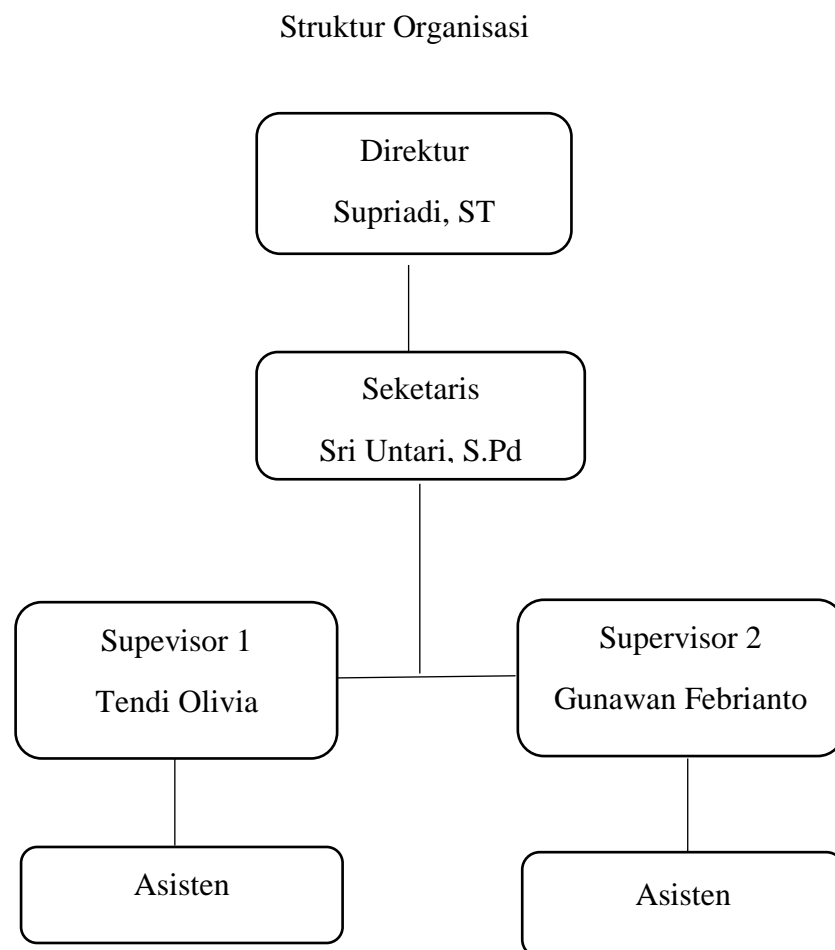 Struktur Organisasi
Direktur
Supriadi, ST
Seketaris
Sri Untari, S.Pd
Supevisor 1
Tendi Olivia
Supervisor 2
Gunawan Febrianto
Asisten
Asisten